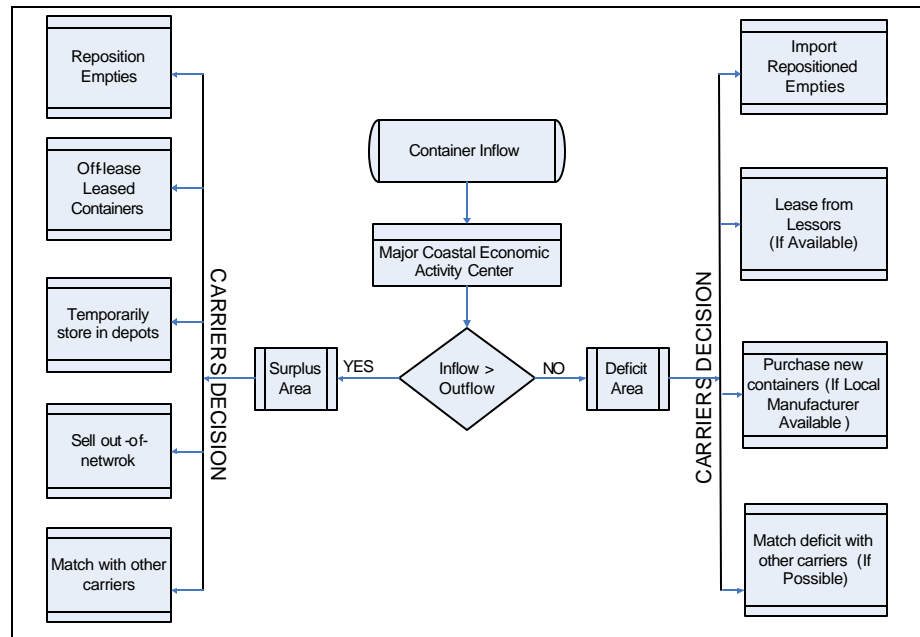 Reposition
Empties
Off-lease
Leased
Containers
Temporarily
store in depots
Sell out-of-
netwrok
Match with other
carriers
CARRIERS DECISION
Surplus
Area
YES
Container Inflow
Major Coastal Economic
Activity Center
Inflow >
Outflow
NO
Deficit
Area
CARRIERS DECISION
Import
Repositioned
Empties
Lease from
Lessors
(If Available)
Purchase new
containers (If Local
Manufacturer
Available )
Match deficit with
other carriers (If
Possible)